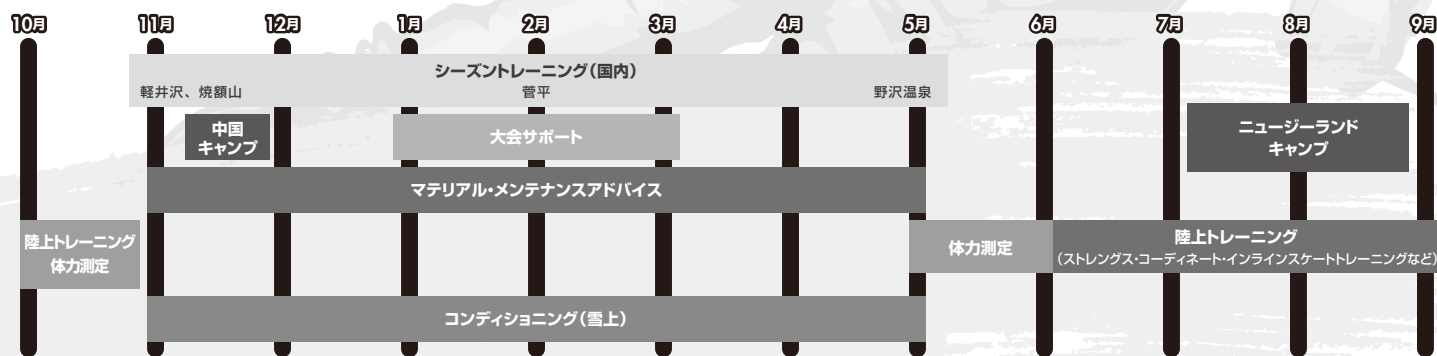 10月 11月 12月 1月 2月 3月 4月 5月 6月 7月 8月 9月
シーズントレーニング（国内）
軽井沢、焼額山
菅平
野沢温泉
中国
キャンプ
大会サポート
ニュージーランド
キャンプ
マテリアル・メンテナンスアドバイス
陸上トレーニング
体力測定
体力測定
陸上トレーニング
（ストレングス・コーディネート・インラインスケートトレーニングなど）
コンディショニング（雪上）